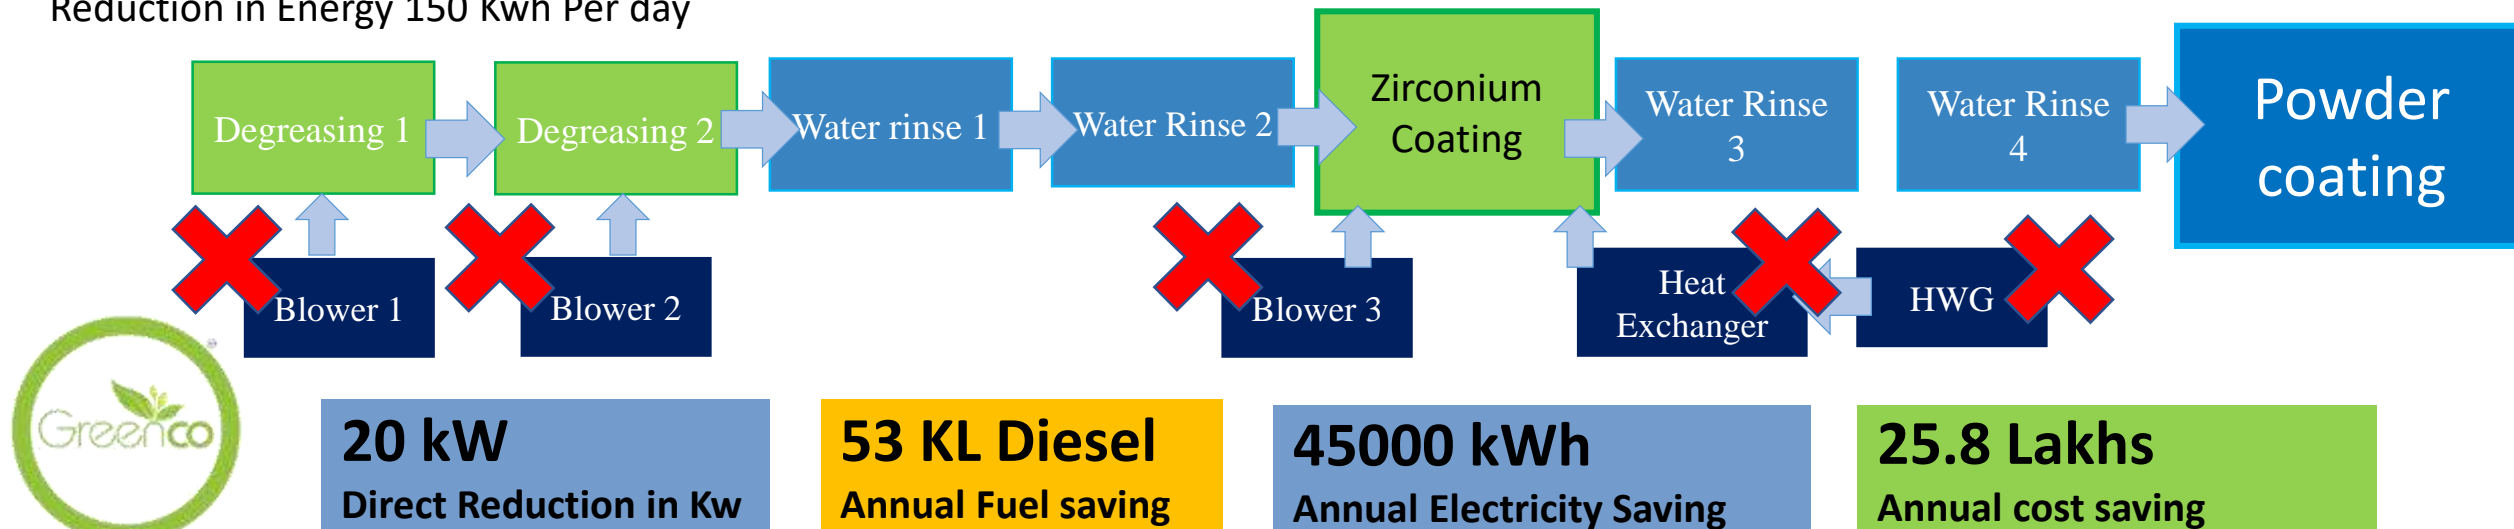 Reduction in Energy 150 Kwh Per day
Degreasing 1
Degreasing 2
Water rinse 1
Water Rinse 2
Zirconium
Coating
Water Rinse
3
Water Rinse
4
Powder
coating
Blower 1
Blower 2
Blower 3
Heat
Exchanger
HWG
Greenco
®
20 kW
Direct Reduction in Kw
53 KL Diesel
Annual Fuel saving
45000 kWh
Annual Electricity Saving
25.8 Lakhs
Annual cost saving